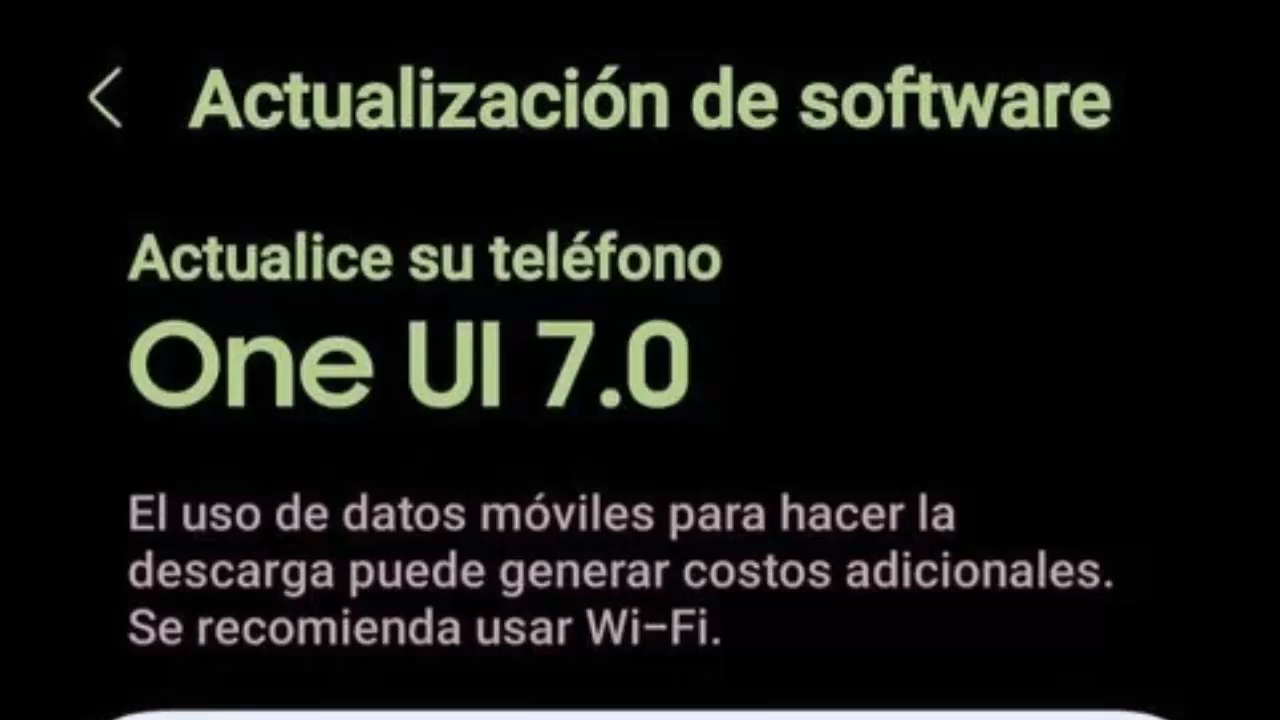 Actualización de software
Actualice su teléfono
One UI 7.0
El uso de datos móviles para hacer la
descarga puede generar costos adicionales.
Se recomienda usar Wi-Fi.